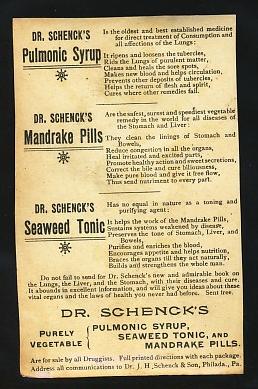 DR. SCHENCK'S
Pulmonic Syrup
Is the oldest and best established medicine
for direct treatment of Consumption and
all affections of the Lungs:
It ripens and loosens the tubercles,
Rids the Lungs of purulent matter,
Cleans and heals the sore spots,
Makes new blood and helps circulation,
Prevents other deposits of tubercles,
Helps the return of flesh and spirit,
Cures where other remedies fail.
DR. SCHENCK'S
Mandrake Pills
Are the safest, surest and speediest vegetable
remedy in the world for all diseases of
the Stomach and Liver:
They clean the linings of Stomach and
Bowels,
Reduce congestion in all the organs,
Heal irritated and excited parts,
Promote healthy action and sweet secretions,
Correct the bile and cure biliousness,
Make pure blood and give it free flow,
Thus send nutriment to every part.
DR. SCHENCK'S
Seaweed Tonic
Has no equal in nature as a toning and
purifying agent:
It helps the work of the Mandrake Pills,
Sustains systems weakened by disease,
Preserves the tone of Stomach, Liver, and
Bowels,
Purifies and enriches the blood,
Encourages appetite and helps nutrition,
Braces the organs till they act naturally,
Builds and strengthens the whole man.
Do not fail to send for Dr. Schenck's new and admirable book on
the Lungs, the Liver, and the Stomach, with their diseases and cure.
It abounds in excellent information, and will give you ideas about these
vital organs and the laws of health you never had before. Sent free.
DR. SCHENCK'S
PURELY
VEGETABLE
PULMONIC SYRUP,
SEAWEED TONIC, AND
MANDRAKE PILLS.
Are for sale by all Druggists. Full printed directions with each package.
Address all communications to Dr. J. H. Schenck & Son, Philada., Pa.